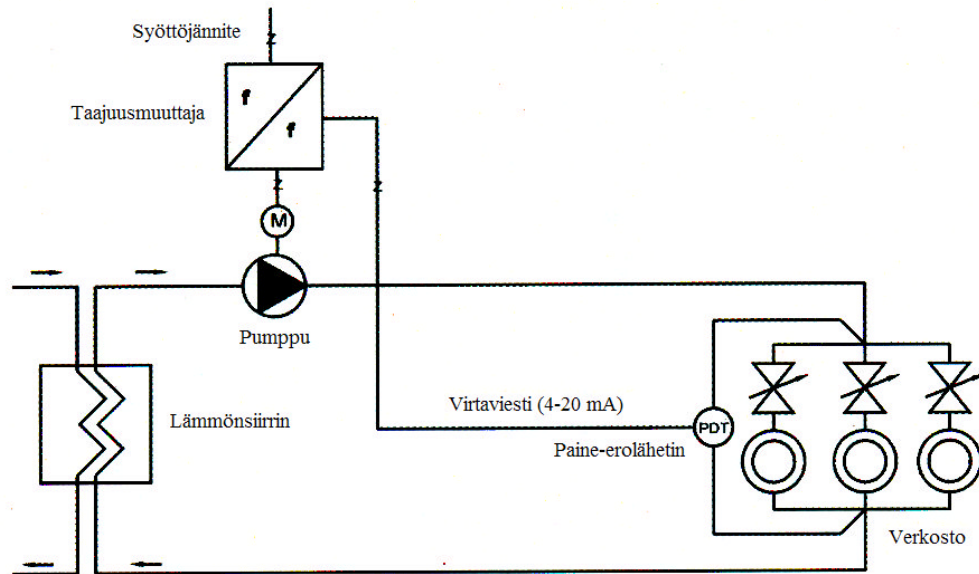 Syöttöjännite
Taajuusmuuttaja
f
f
M
Pumppu
Lämmönsiirrin
Virtaviesti (4-20 mA)
PDT
Paine-erolähetin
Verkosto